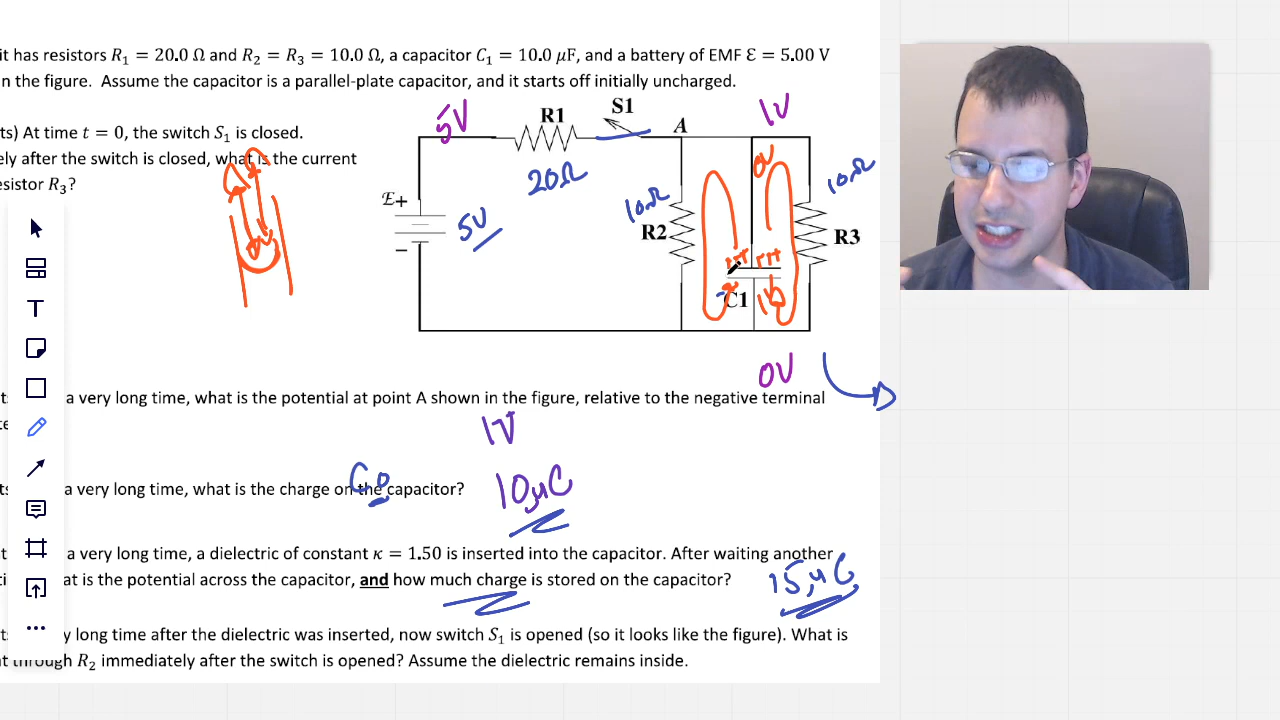 it has resistors R₁ = 20.0 Ω and R₂ = R₃ = 10.0 Ω, a capacitor C₁ = 10.0 μF, and a battery of EMF ℰ = 5.00 V
n the figure. Assume the capacitor is a parallel-plate capacitor, and it starts off initially uncharged.
ts) At time t = 0, the switch S₁ is closed.
ely after the switch is closed, what is the current
esistor R₃?
5V
R1
S1
A
1V
20Ω
0V
10Ω
10Ω
ℰ+
5V
−
R2
R3
C1
1V
0V
a very long time, what is the potential at point A shown in the figure, relative to the negative terminal
1V
a very long time, what is the charge on the capacitor?
10μC
a very long time, a dielectric of constant κ = 1.50 is inserted into the capacitor. After waiting another
at is the potential across the capacitor, and how much charge is stored on the capacitor?
15μC
y long time after the dielectric was inserted, now switch S₁ is opened (so it looks like the figure). What is
t through R₂ immediately after the switch is opened? Assume the dielectric remains inside.
T